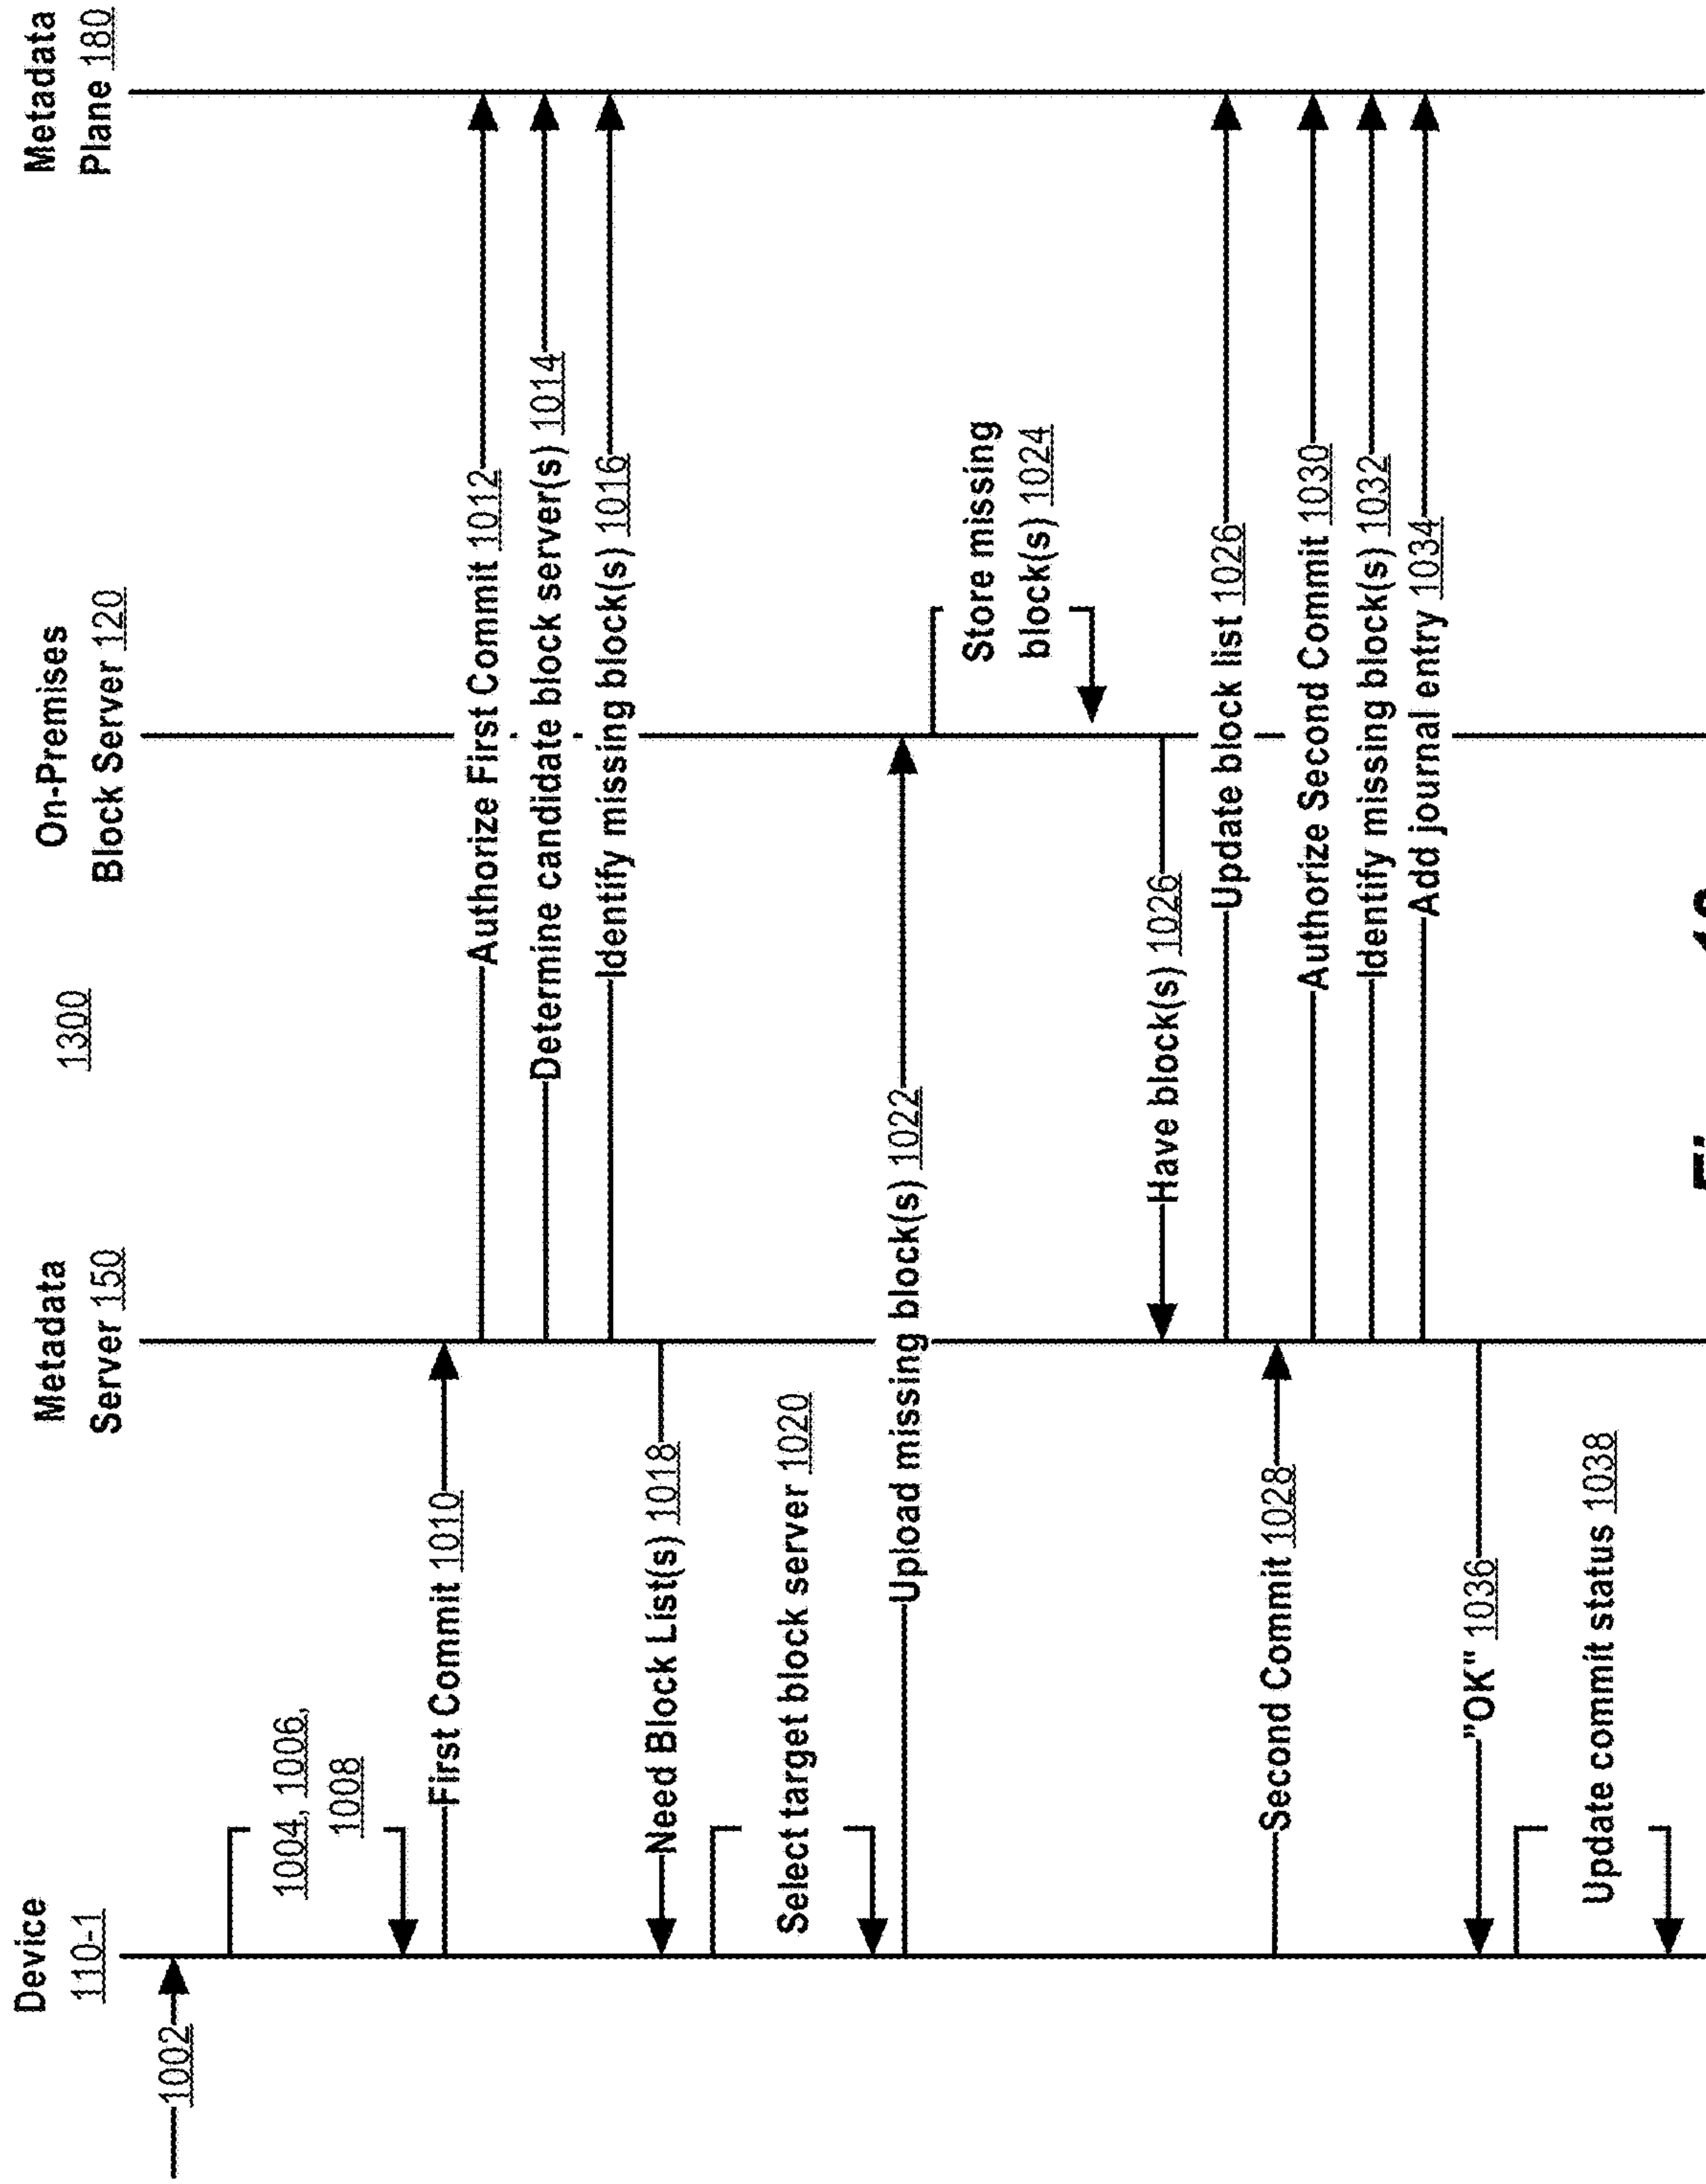 1300
Device
110-1
Metadata
Server 150
On-Premises
Block Server 120
Metadata
Plane 180
1002
1004, 1006,
1008
First Commit 1010
Authorize First Commit 1012
Determine candidate block server(s) 1014
Identify missing block(s) 1016
Need Block List(s) 1018
Select target block server 1020
Upload missing block(s) 1022
Store missing
block(s) 1024
Have block(s) 1026
Update block list 1026
Second Commit 1028
Authorize Second Commit 1030
Identify missing block(s) 1032
Add journal entry 1034
"OK" 1036
Update commit status 1038